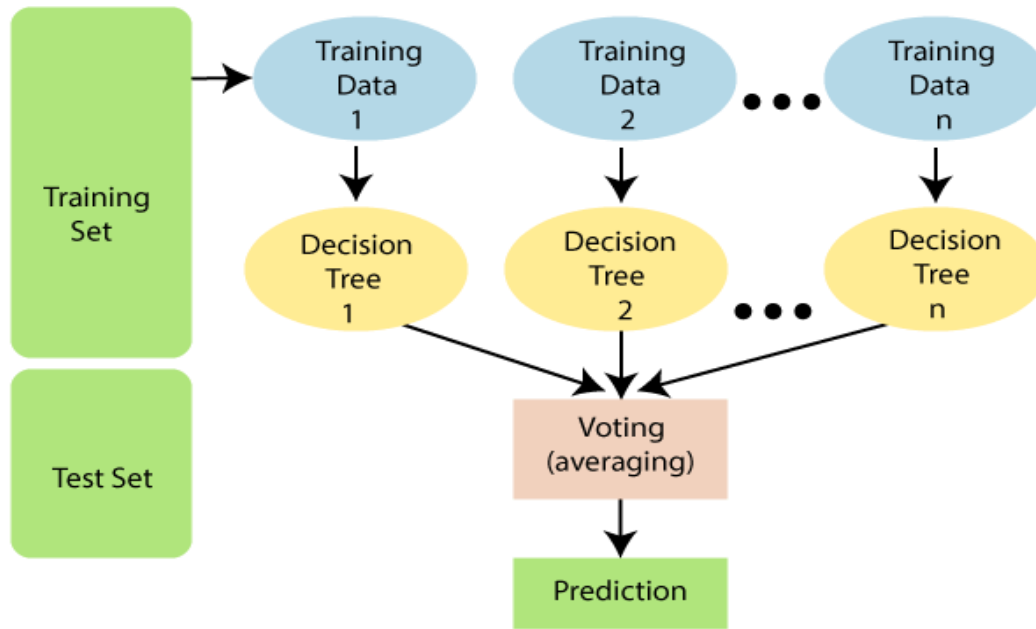 Training
Set
Test Set
Training
Data
1
Training
Data
2
Training
Data
n
Decision
Tree
1
Decision
Tree
2
Decision
Tree
n
Voting
(averaging)
Prediction